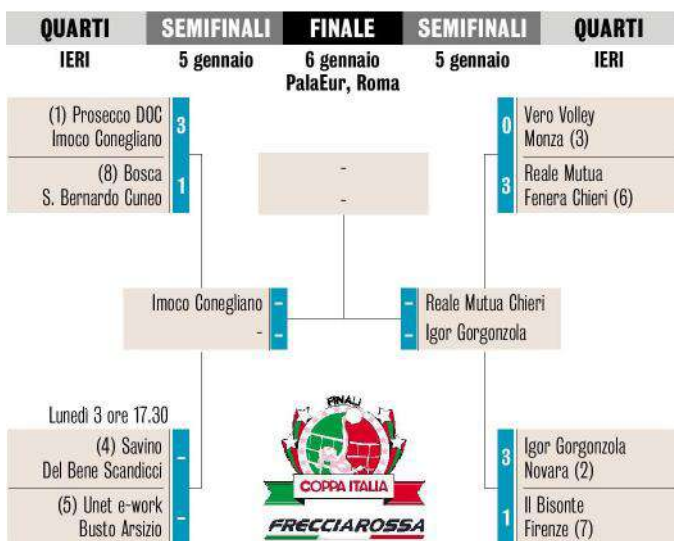 QUARTI SEMIFINALI FINALE SEMIFINALI QUARTI
IERI 5 gennaio 6 gennaio 5 gennaio IERI
PalaEur, Roma
(1) Prosecco DOC
Imoco Conegliano
3
(8) Bosca
S. Bernardo Cuneo
1
-
-
0
Vero Volley
Monza (3)
3
Reale Mutua
Fenera Chieri (6)
Imoco Conegliano -
- -
- Reale Mutua Chieri
- Igor Gorgonzola
Lunedì 3 ore 17.30
(4) Savino
Del Bene Scandicci
-
(5) Unet e-work
Busto Arsizio
-
FINALI
COPPA ITALIA
FRECCIAROSSA
3
Igor Gorgonzola
Novara (2)
1
Il Bisonte
Firenze (7)